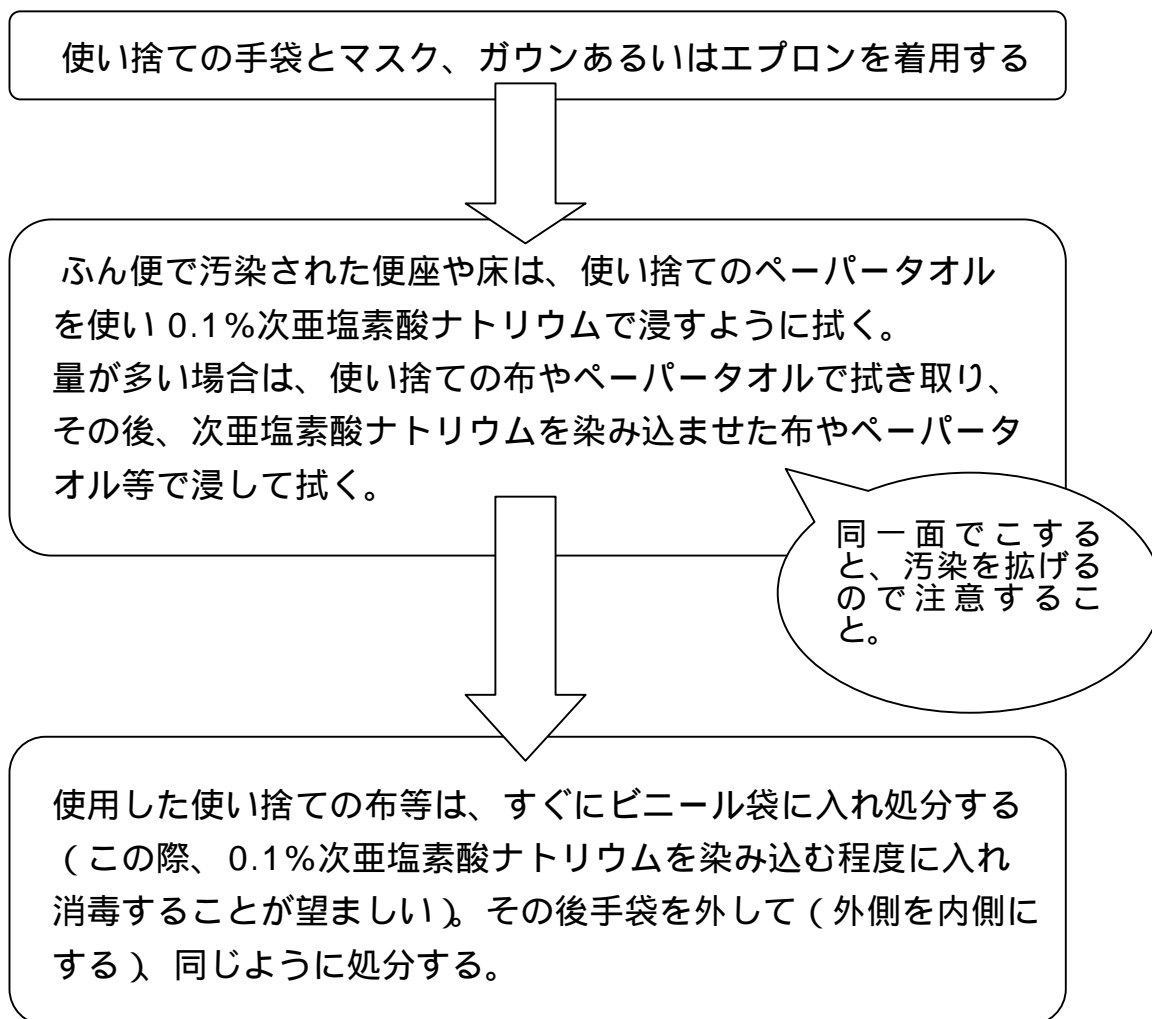 使い捨ての手袋とマスク、ガウンあるいはエプロンを着用する
ふん便で汚染された便座や床は、使い捨てのペーパータオル
を使い 0.1%次亜塩素酸ナトリウムで浸すように拭く。
量が多い場合は、使い捨ての布やペーパータオルで拭き取り、
その後、次亜塩素酸ナトリウムを染み込ませた布やペーパータ
オル等で浸して拭く。
同一面でこする
と、汚染を拡げる
ので注意するこ
と。
使用した使い捨ての布等は、すぐにビニール袋に入れ処分する
(この際、0.1%次亜塩素酸ナトリウムを染み込む程度に入れ
消毒することが望ましい)。その後手袋を外して(外側を内側に
する)、同じように処分する。